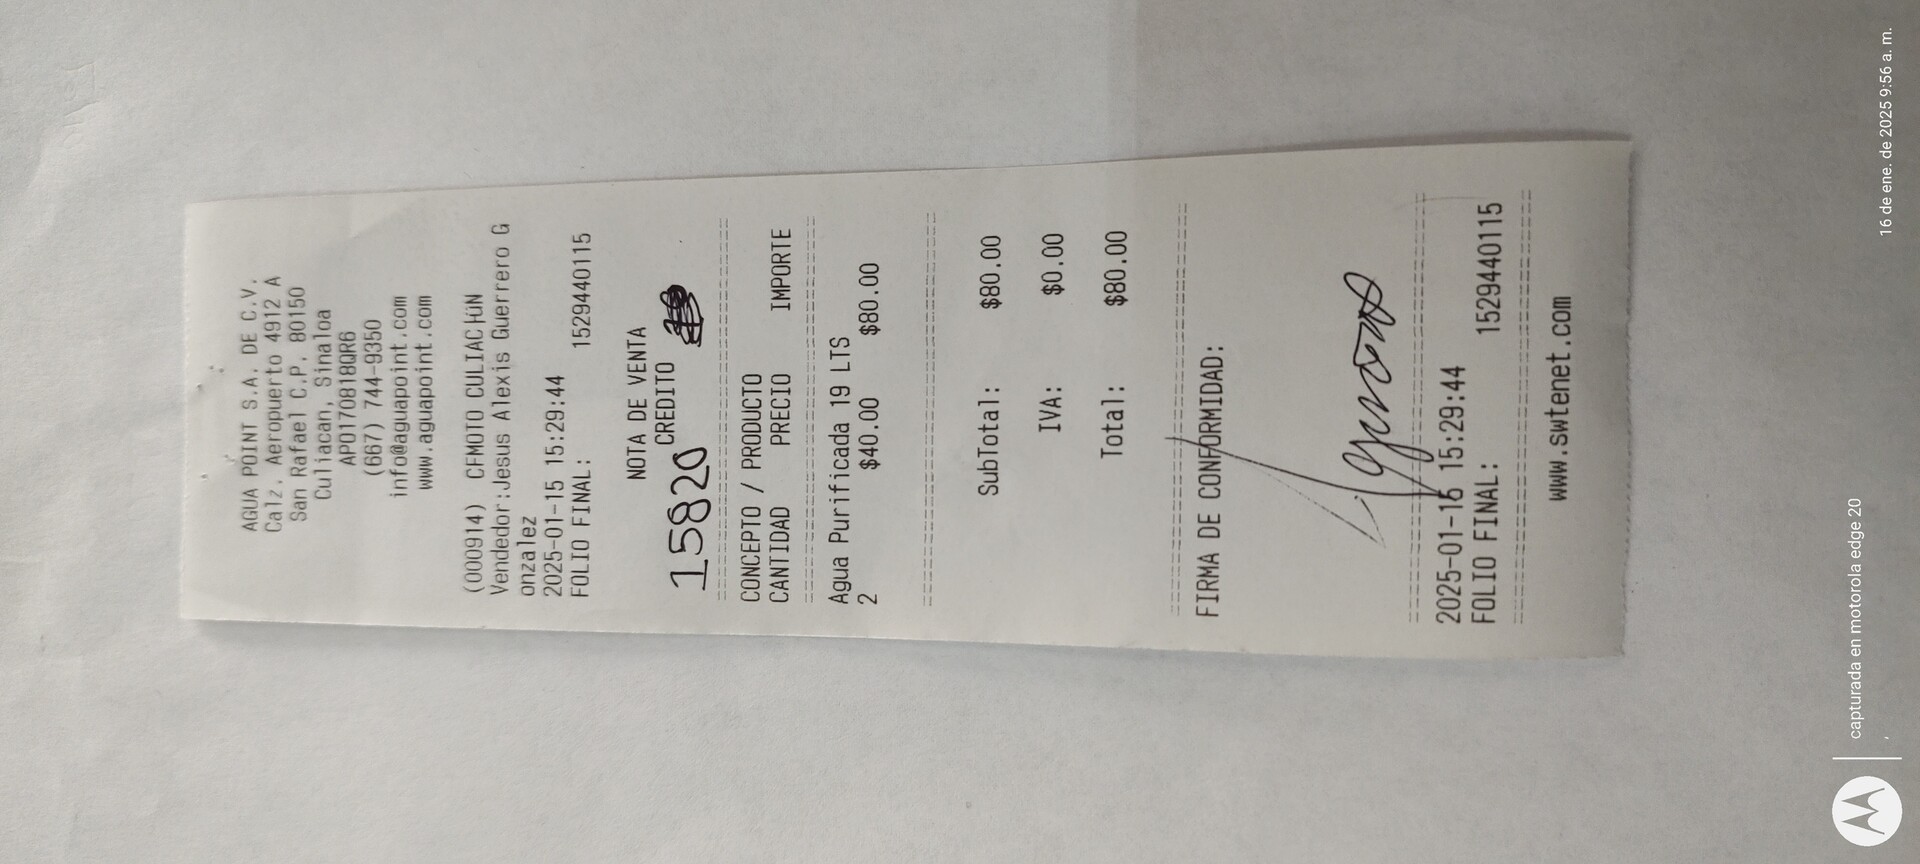 AGUA POINT S.A. DE C.V.
Calz. Aeropuerto 4912 A
San Rafael C.P. 80150
Culiacan, Sinaloa
APO170818QR6
(667) 744-9350
info@aguapoint.com
www.aguapoint.com
(000914) CFMOTO
Vendedor:Jesus Alexis Guerrero G
onzalez
2025-01-15 15:29:44
FOLIO FINAL: 1529440115
NOTA DE VENTA
CREDITO
15820
CONCEPTO / PRODUCTO
CANTIDAD PRECIO IMPORTE
Agua Purificada 19 LTS
2 $40.00 $80.00
SubTotal: $80.00
IVA: $0.00
Total: $80.00
FIRMA DE CONFORMIDAD:
2025-01-15 15:29:44
FOLIO FINAL: 1529440115
www.swtenet.com
capturada en motorola edge 20
16 de ene. de 2025 9:56 a. m.